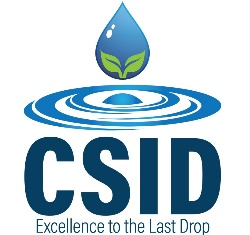 CSID
Excellence to the Last Drop